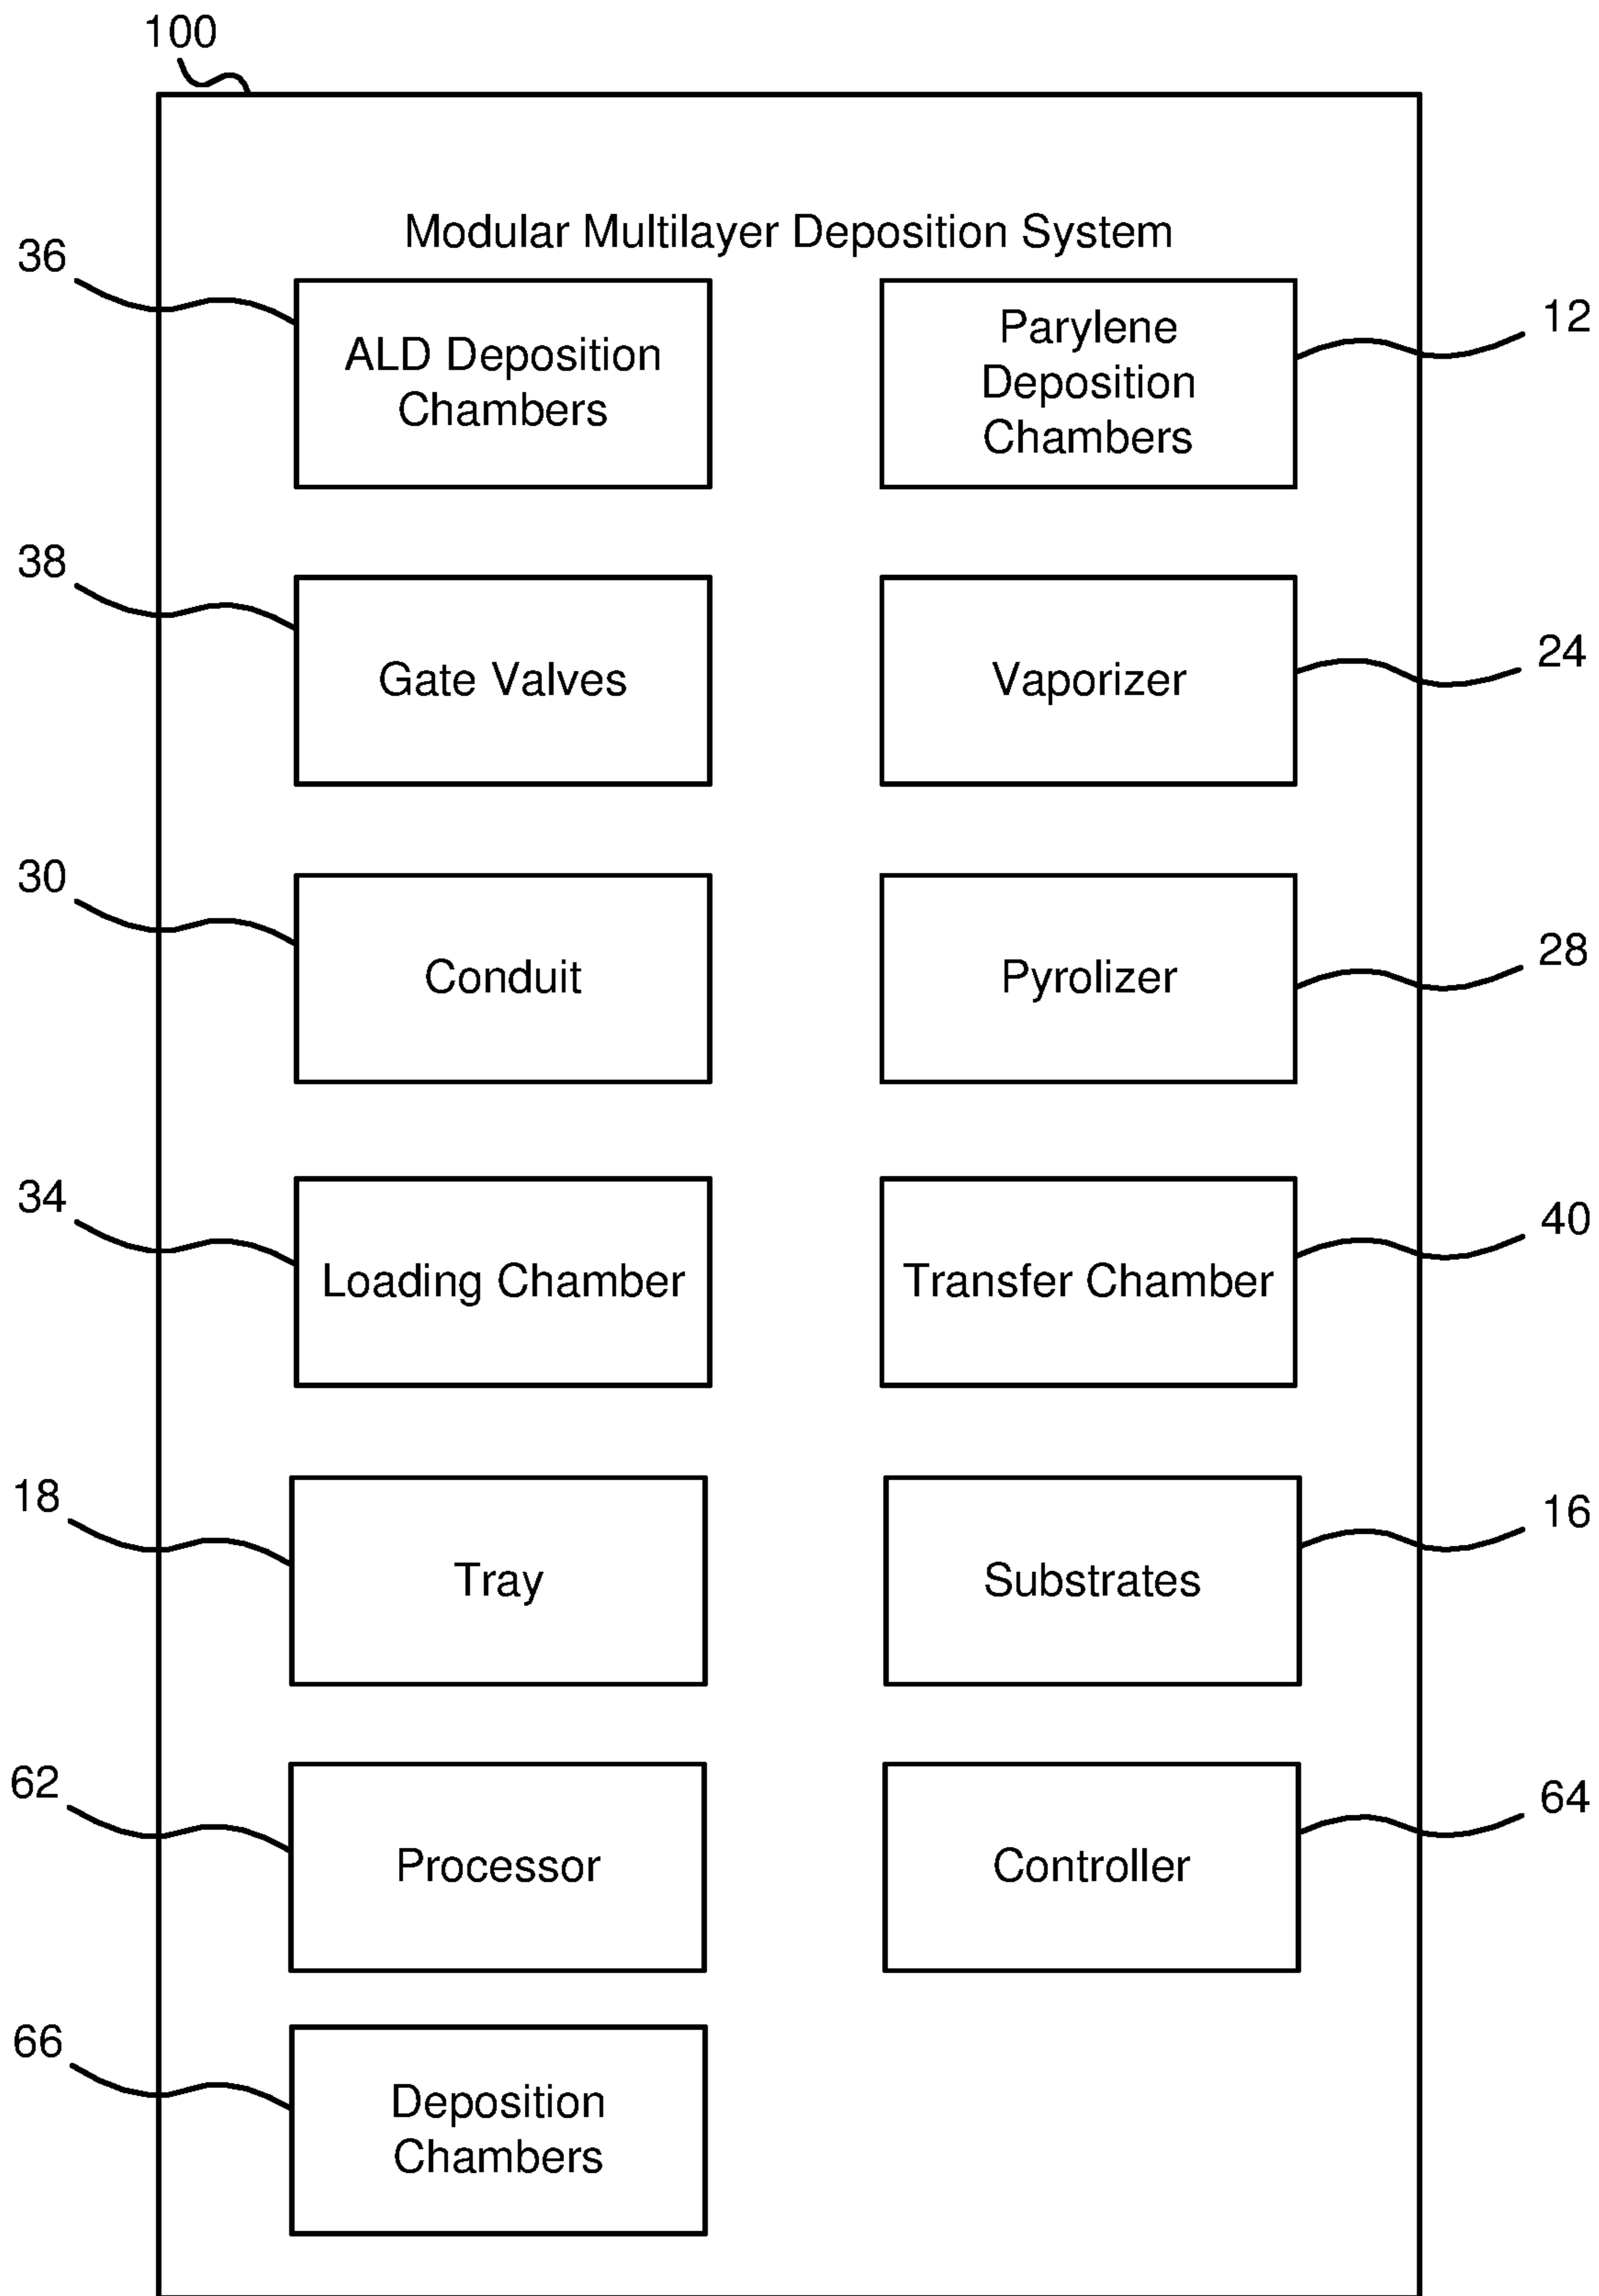 100
Modular Multilayer Deposition System
36
ALD Deposition
Chambers
Parylene
Deposition
Chambers
12
38
Gate Valves
Vaporizer
24
30
Conduit
Pyrolizer
28
34
Loading Chamber
Transfer Chamber
40
18
Tray
Substrates
16
62
Processor
Controller
64
66
Deposition
Chambers